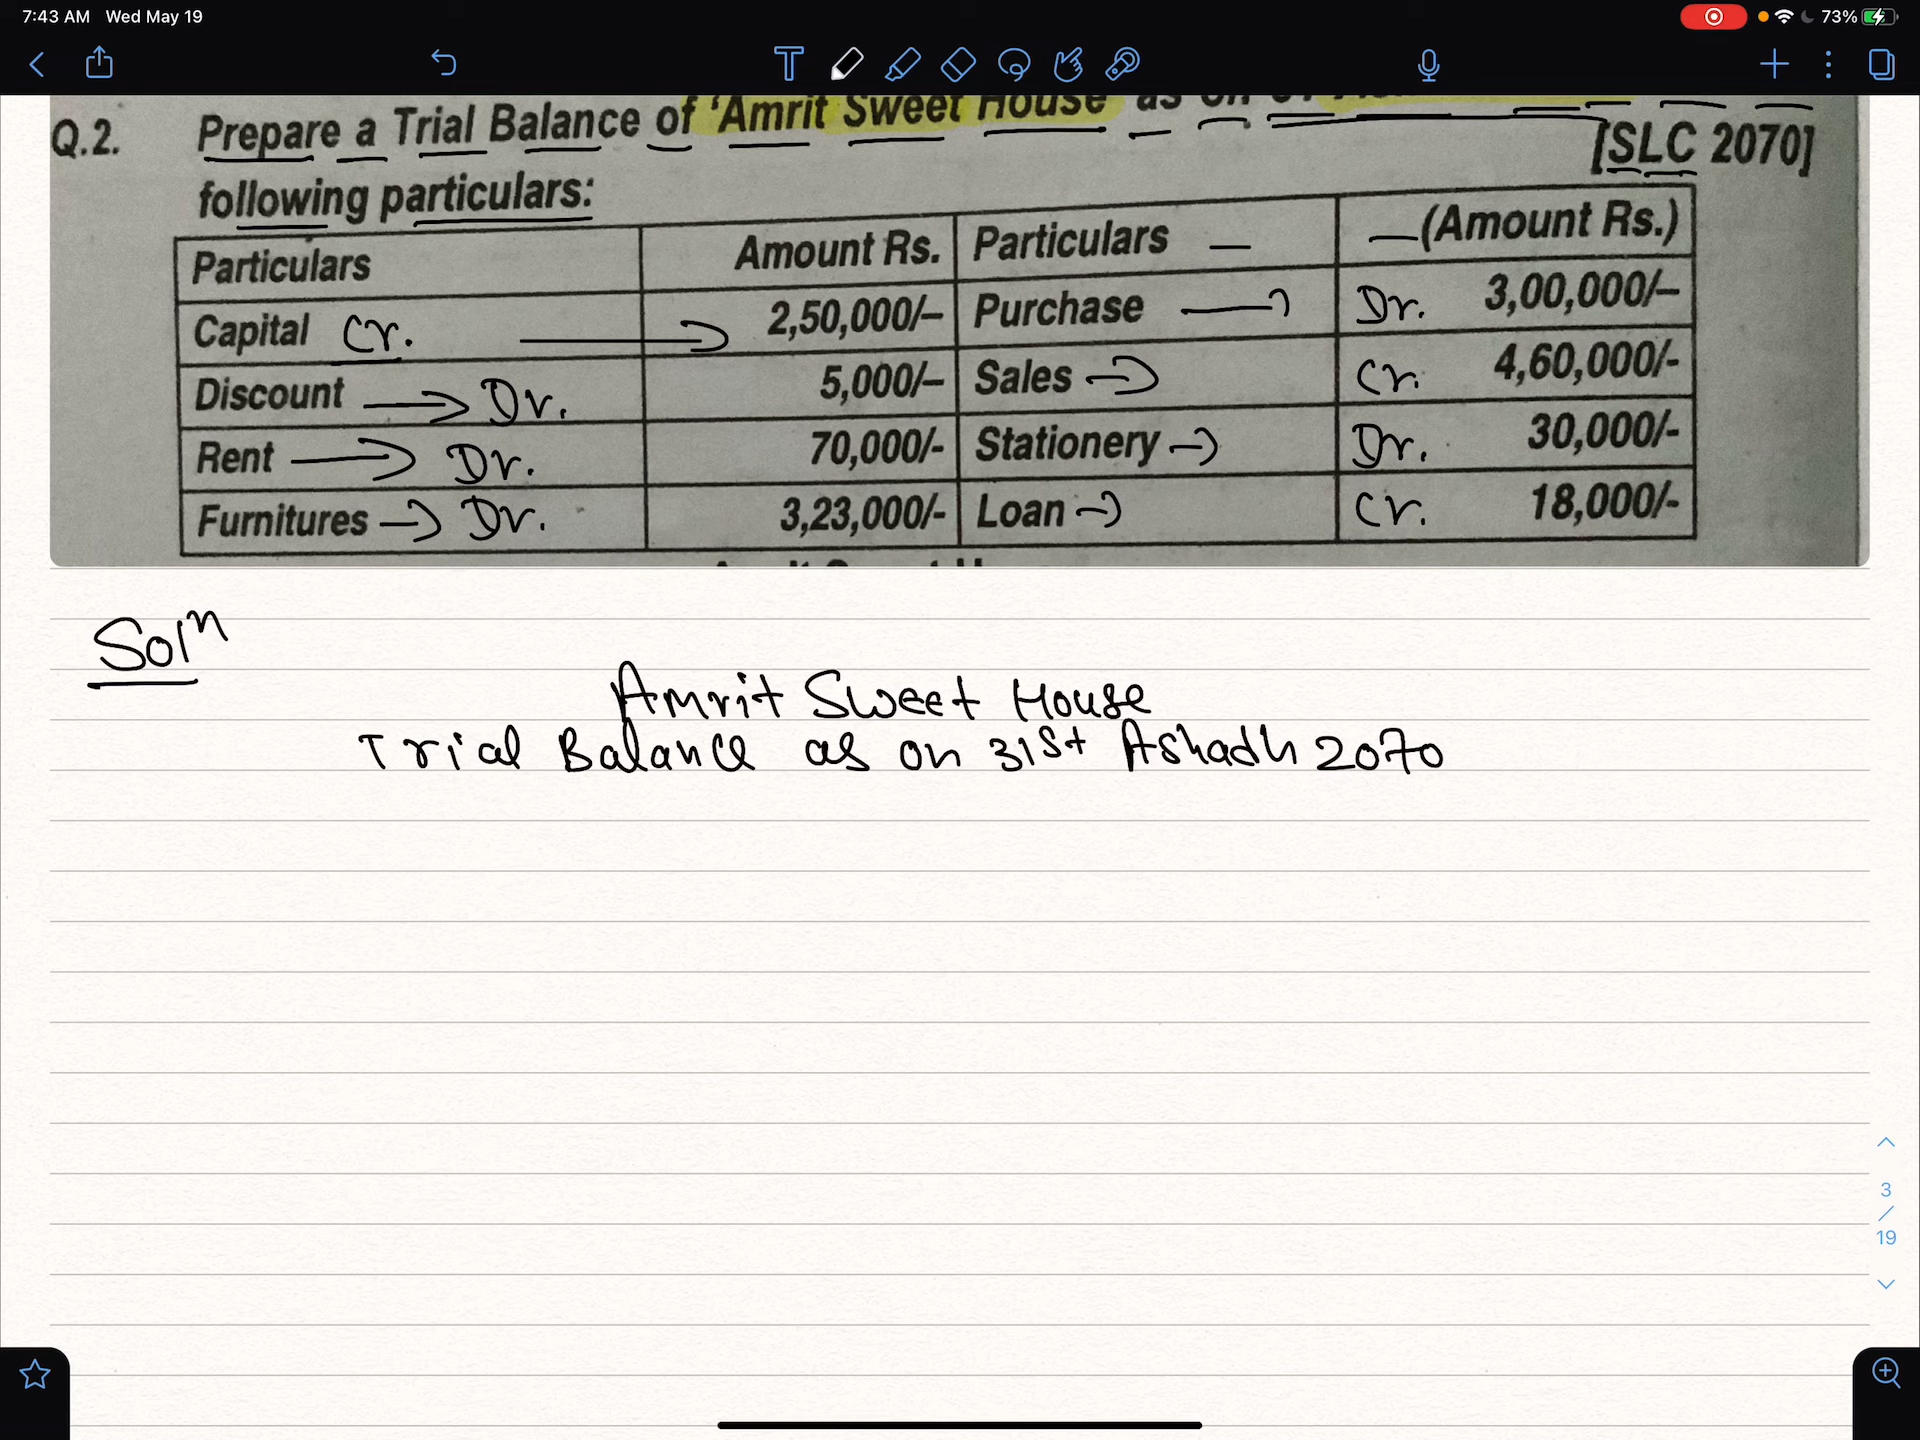 7:43 AM Wed May 19
73%
Q.2. Prepare a Trial Balance of 'Amrit Sweet House' as on 31
[SLC 2070]
following particulars:
Particulars Amount Rs. Particulars — —(Amount Rs.)
Capital Cr. → 2,50,000/– Purchase → Dr. 3,00,000/–
Discount → Dr. 5,000/– Sales → Cr. 4,60,000/-
Rent → Dr. 70,000/- Stationery → Dr. 30,000/-
Furnitures → Dr. 3,23,000/- Loan → Cr. 18,000/-
Solⁿ
Amrit Sweet House
Trial Balance as on 31st Ashadh 2070
3
/
19